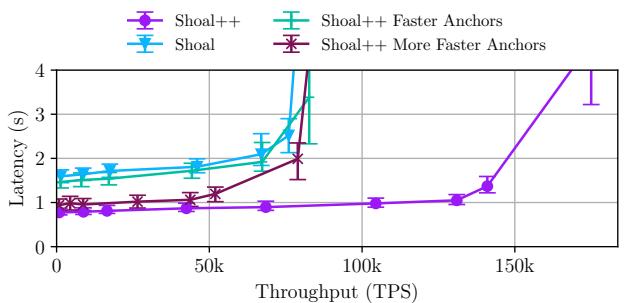 Shoal++
Shoal
Shoal++ Faster Anchors
Shoal++ More Faster Anchors
4
3
2
1
0
Latency (s)
0 50k 100k 150k
Throughput (TPS)